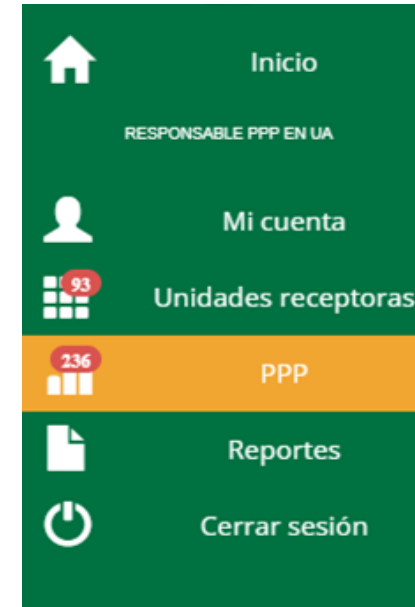 Inicio
RESPONSABLE PPP EN UA
Mi cuenta
93
Unidades receptoras
236
PPP
Reportes
Cerrar sesión